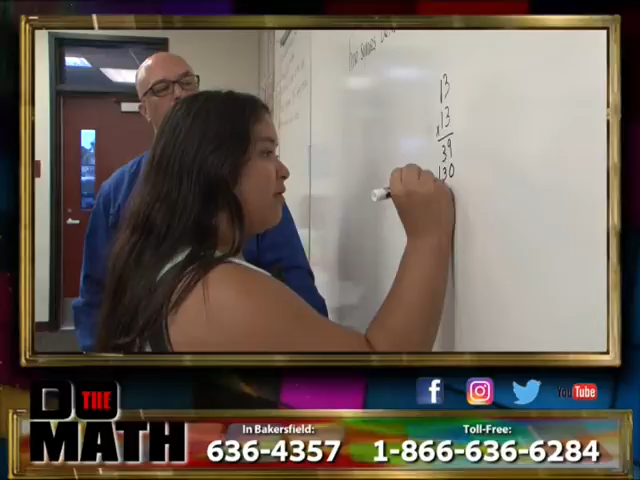 13
x13
39
130
DO THE
MATH
In Bakersfield:
636-4357
Toll-Free:
1-866-636-6284
f
YouTube